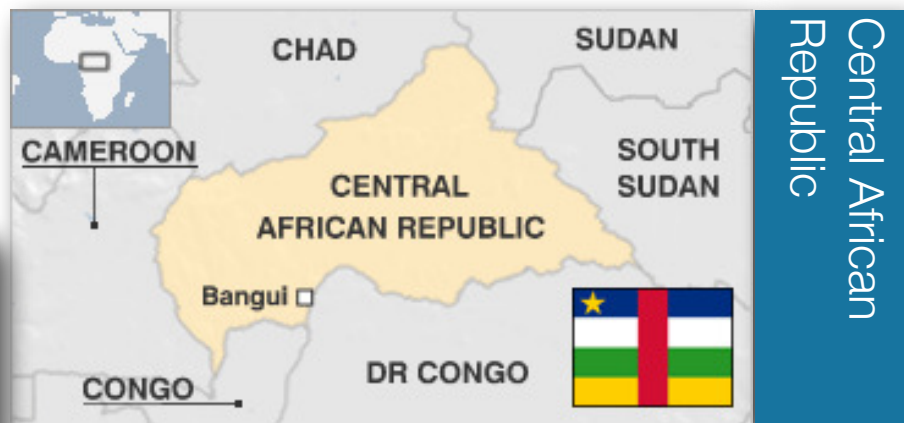 CHAD
SUDAN
CAMEROON
SOUTH
SUDAN
CENTRAL
AFRICAN REPUBLIC
Bangui
DR CONGO
CONGO
Central African
Republic